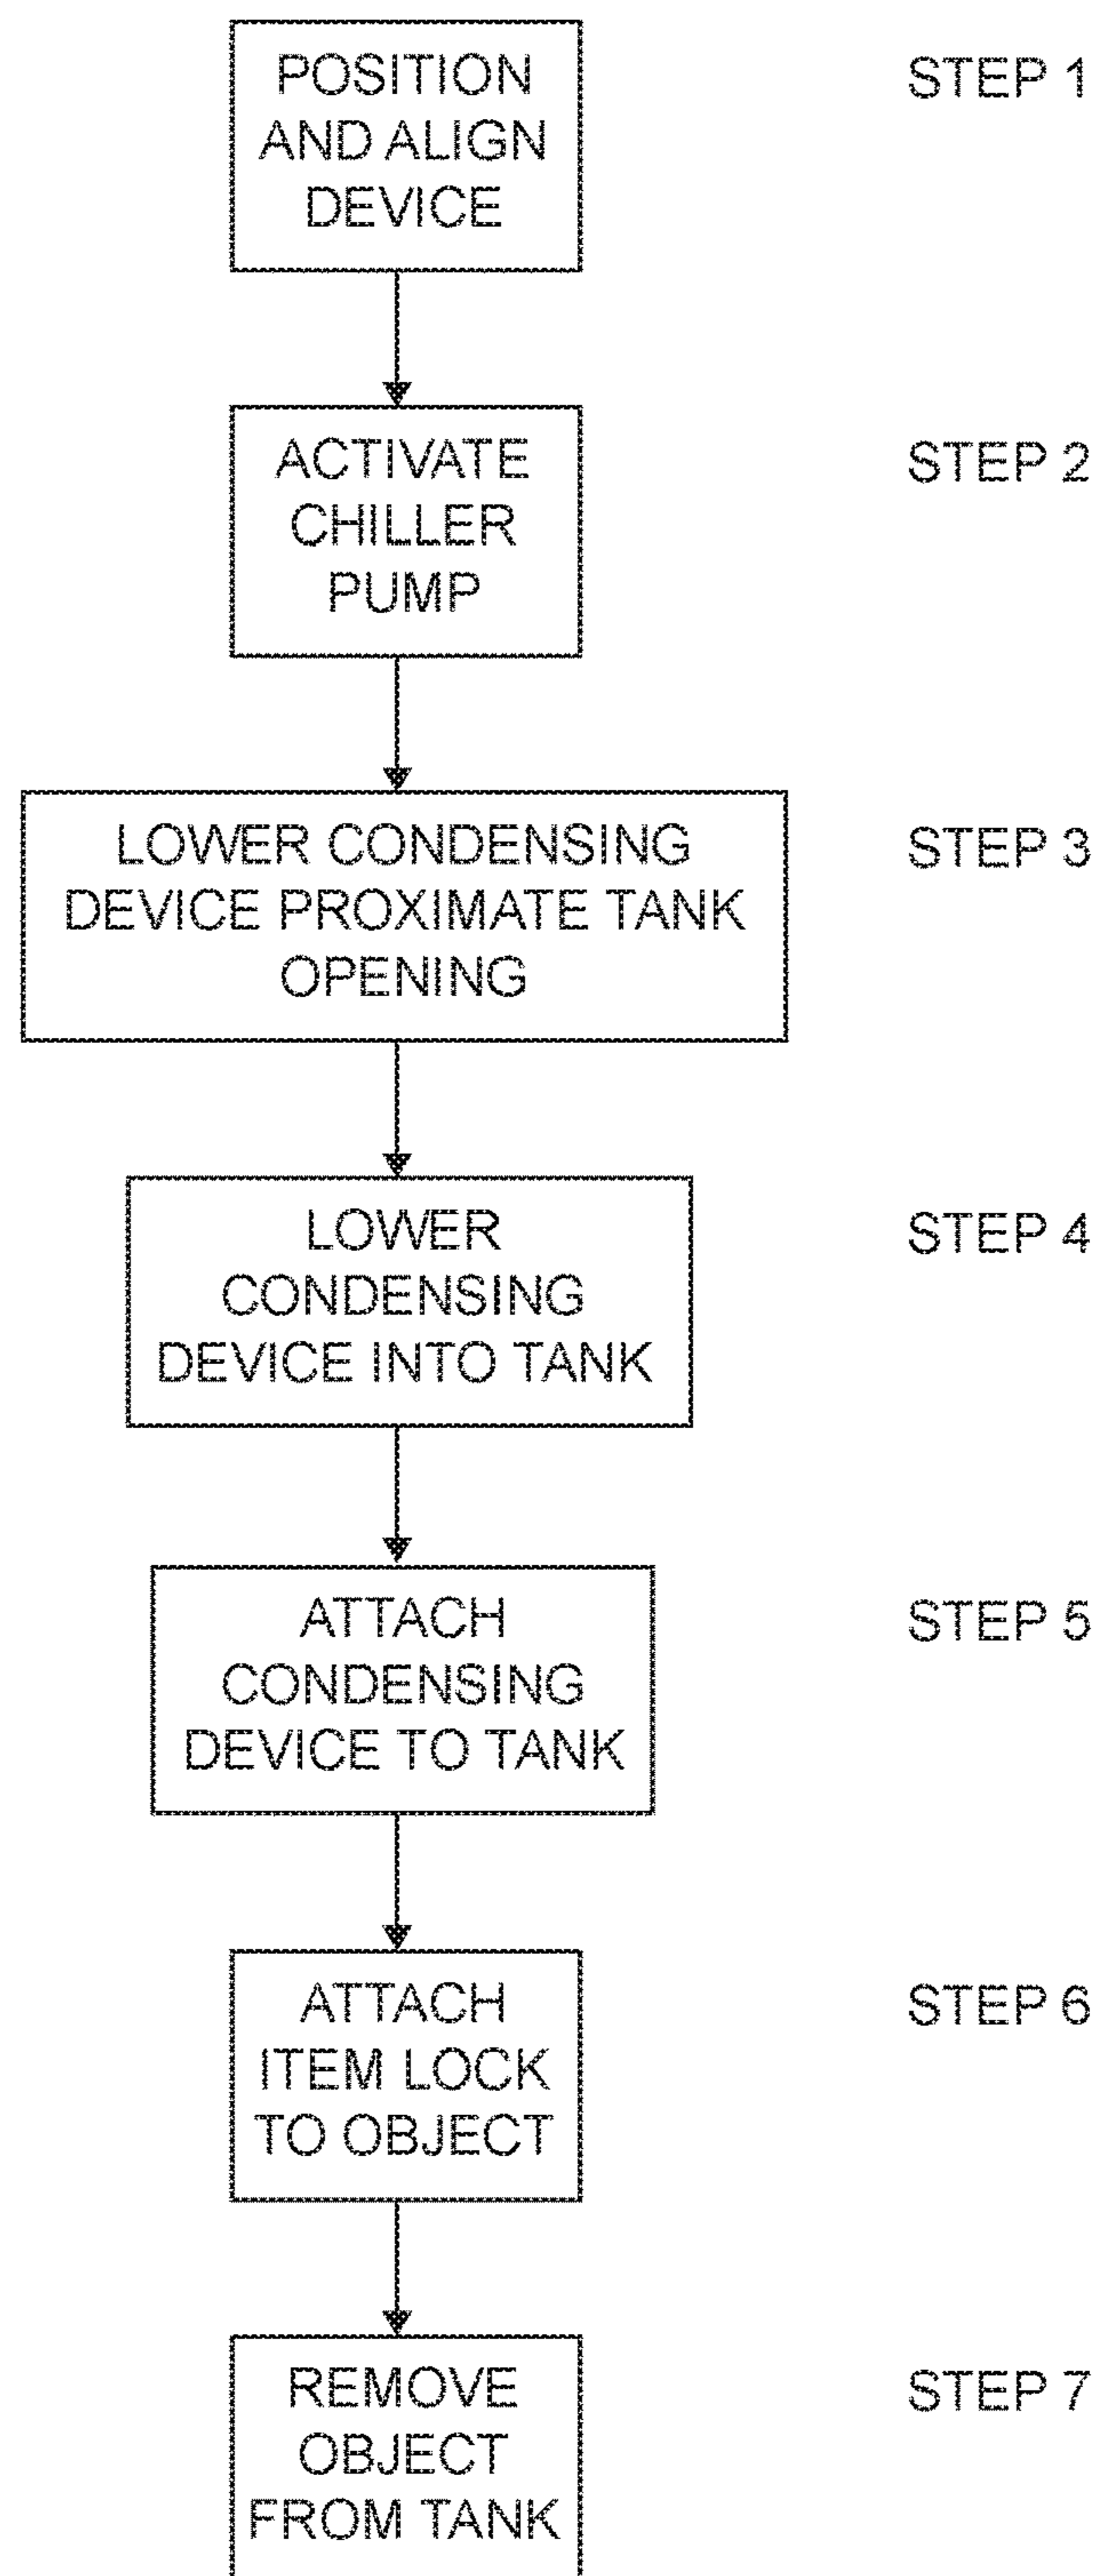 POSITION
AND ALIGN
DEVICE
STEP 1
ACTIVATE
CHILLER
PUMP
STEP 2
LOWER CONDENSING
DEVICE PROXIMATE TANK
OPENING
STEP 3
LOWER
CONDENSING
DEVICE INTO TANK
STEP 4
ATTACH
CONDENSING
DEVICE TO TANK
STEP 5
ATTACH
ITEM LOCK
TO OBJECT
STEP 6
REMOVE
OBJECT
FROM TANK
STEP 7